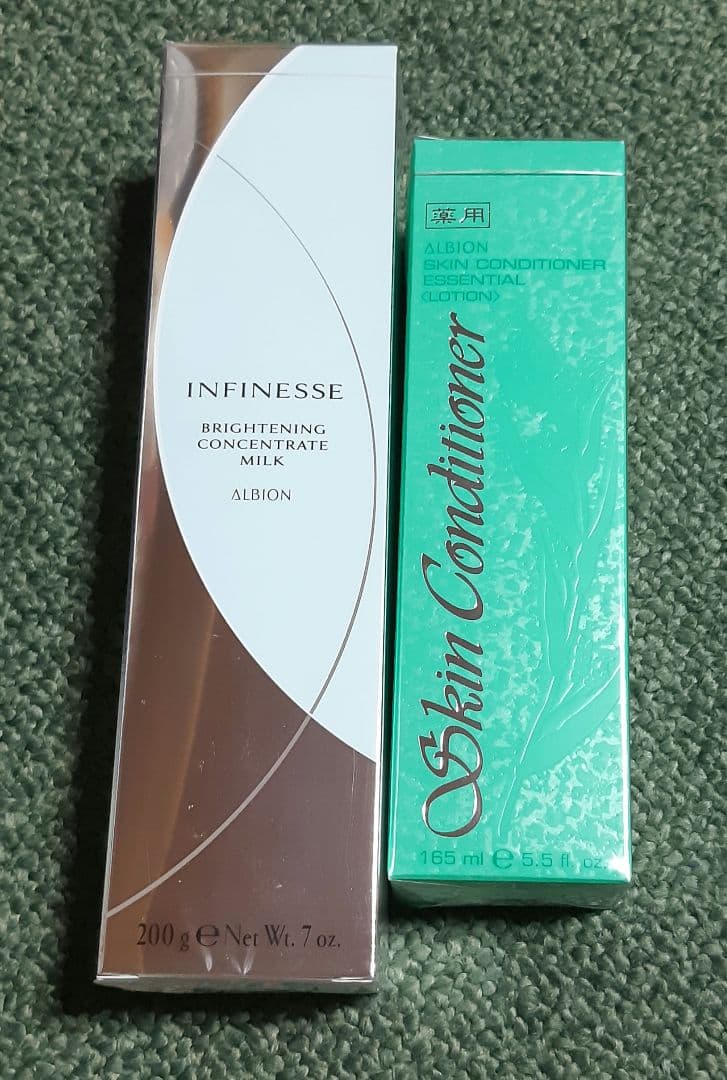 INFINESSE
BRIGHTENING
CONCENTRATE
MILK
ALBION
200 g e Net Wt. 7 oz.
薬用
ALBION
SKIN CONDITIONER
ESSENTIAL
<LOTION>
Skin Conditioner
165 ml e 5.5 fl. oz.